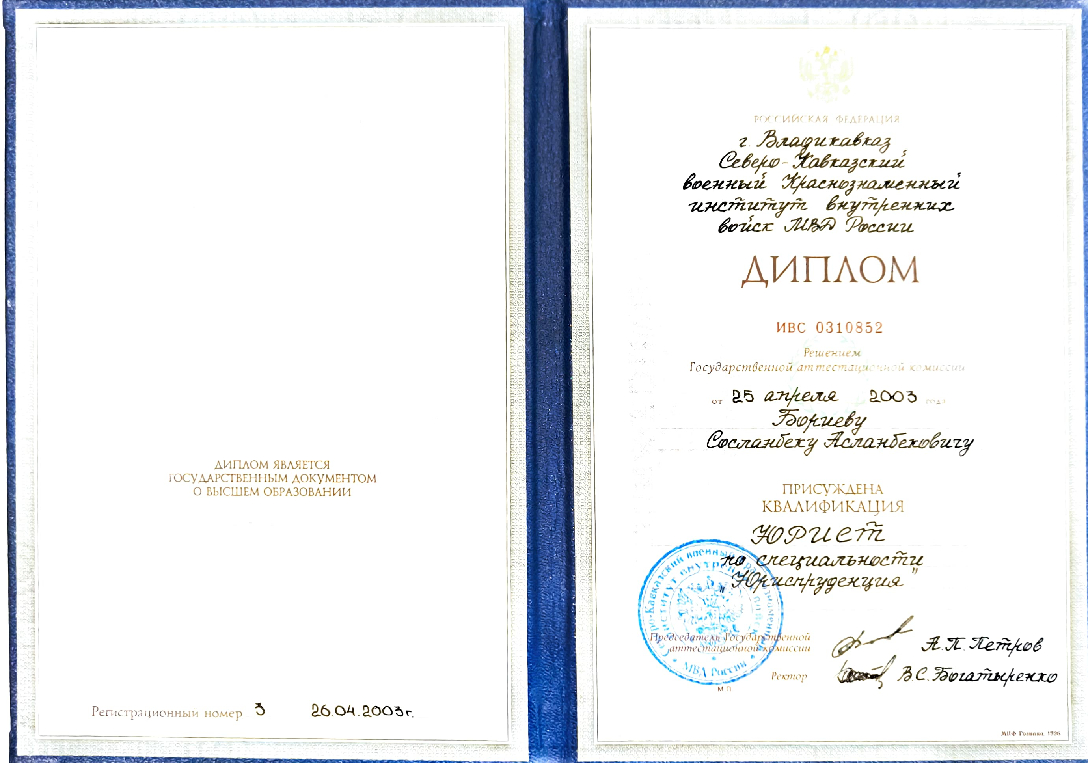 ДИПЛОМ ЯВЛЯЕТСЯ
ГОСУДАРСТВЕННЫМ ДОКУМЕНТОМ
О ВЫСШЕМ ОБРАЗОВАНИИ
Регистрационный номер 3 26.04.2003г.
РОССИЙСКАЯ ФЕДЕРАЦИЯ
г. Владикавказ
Северо-Кавказский
военный Краснознаменный
институт внутренних
войск МВД России
ДИПЛОМ
ИВС 0310852
Решением
Государственной аттестационной комиссии
от 25 апреля 2003 года
Бориеву
Сосланбеку Асланбековичу
ПРИСУЖДЕНА
КВАЛИФИКАЦИЯ
ЮРИСТ
по специальности
"Юриспруденция"
Председатель Государственной
аттестационной комиссии
А.П.Петров
Ректор
В.С.Богатыренко
М.П.
МВД России